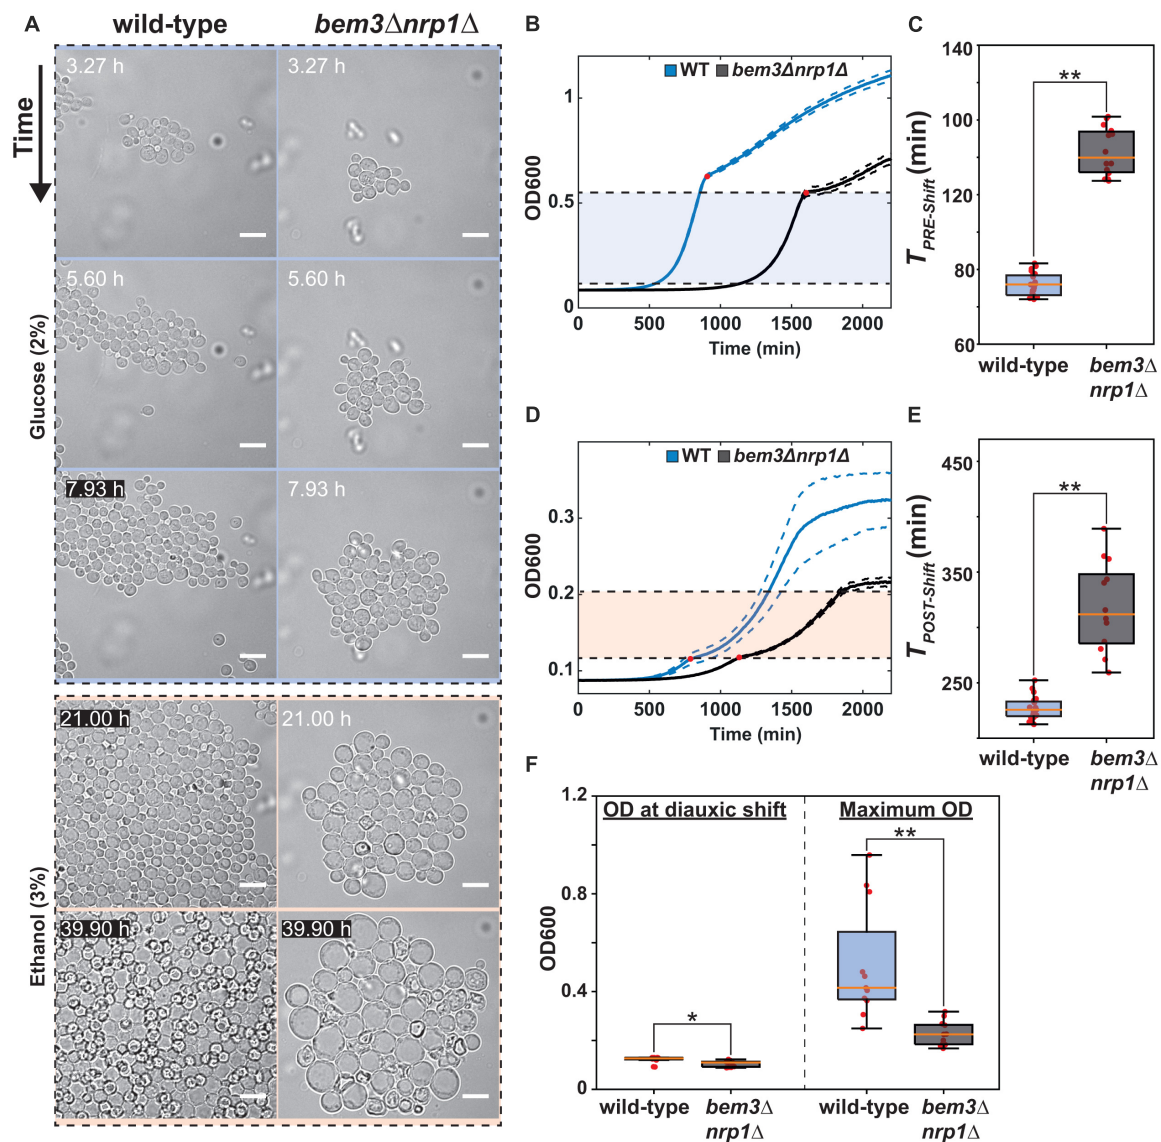 A
wild-type
bem3Δnrp1Δ
Time
Glucose (2%)
3.27 h
3.27 h
5.60 h
5.60 h
7.93 h
7.93 h
Ethanol (3%)
21.00 h
21.00 h
39.90 h
39.90 h
B
WT bem3Δnrp1Δ
OD600
1
0.5
0
0 500 1000 1500 2000
Time (min)
C
TPRE-Shift (min)
140
100
120
80
60
**
wild-type
bem3Δ
nrp1Δ
D
WT bem3Δnrp1Δ
OD600
0.3
0.2
0.1
0 500 1000 1500 2000
Time (min)
E
TPOST-Shift (min)
450
350
250
**
wild-type
bem3Δ
nrp1Δ
F
OD600
1.2
0.8
0.4
0
OD at diauxic shift
Maximum OD
*
**
wild-type
bem3Δ
nrp1Δ
wild-type
bem3Δ
nrp1Δ